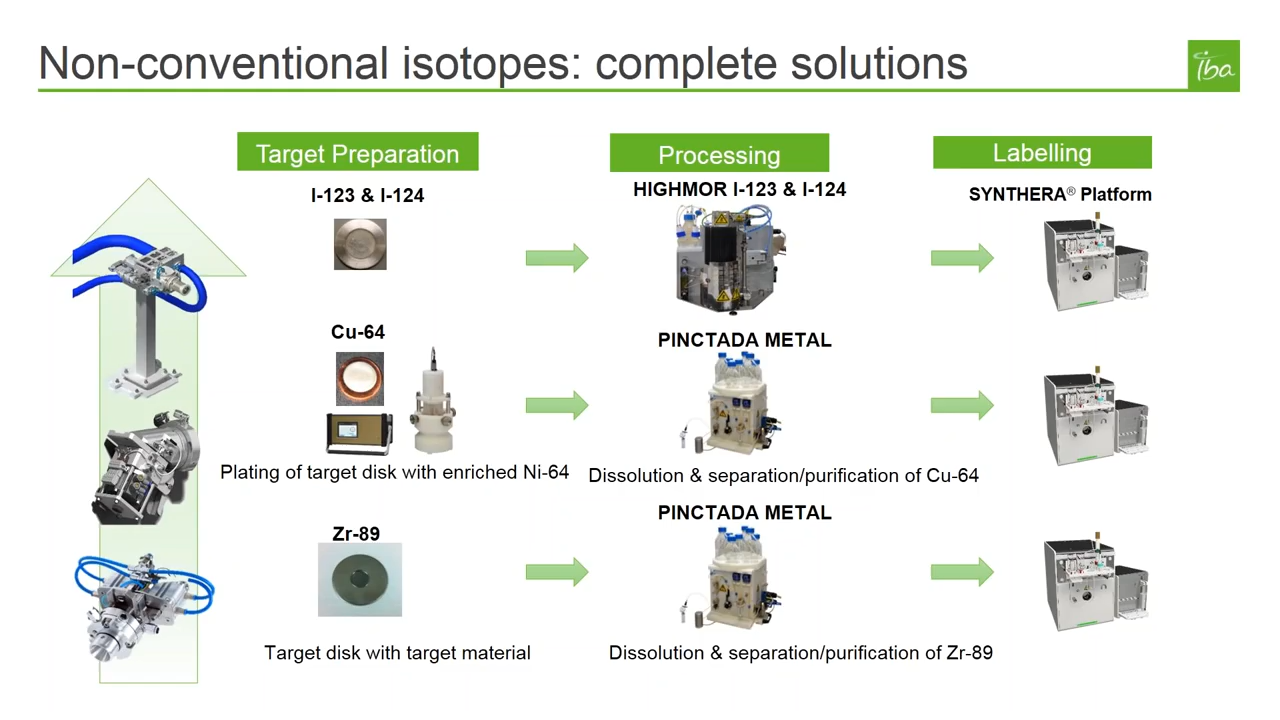 Non-conventional isotopes: complete solutions
iba
Target Preparation
Processing
Labelling
I-123 & I-124
HIGHMOR I-123 & I-124
SYNTHERA® Platform
Cu-64
PINCTADA METAL
Plating of target disk with enriched Ni-64
Dissolution & separation/purification of Cu-64
PINCTADA METAL
Zr-89
Target disk with target material
Dissolution & separation/purification of Zr-89